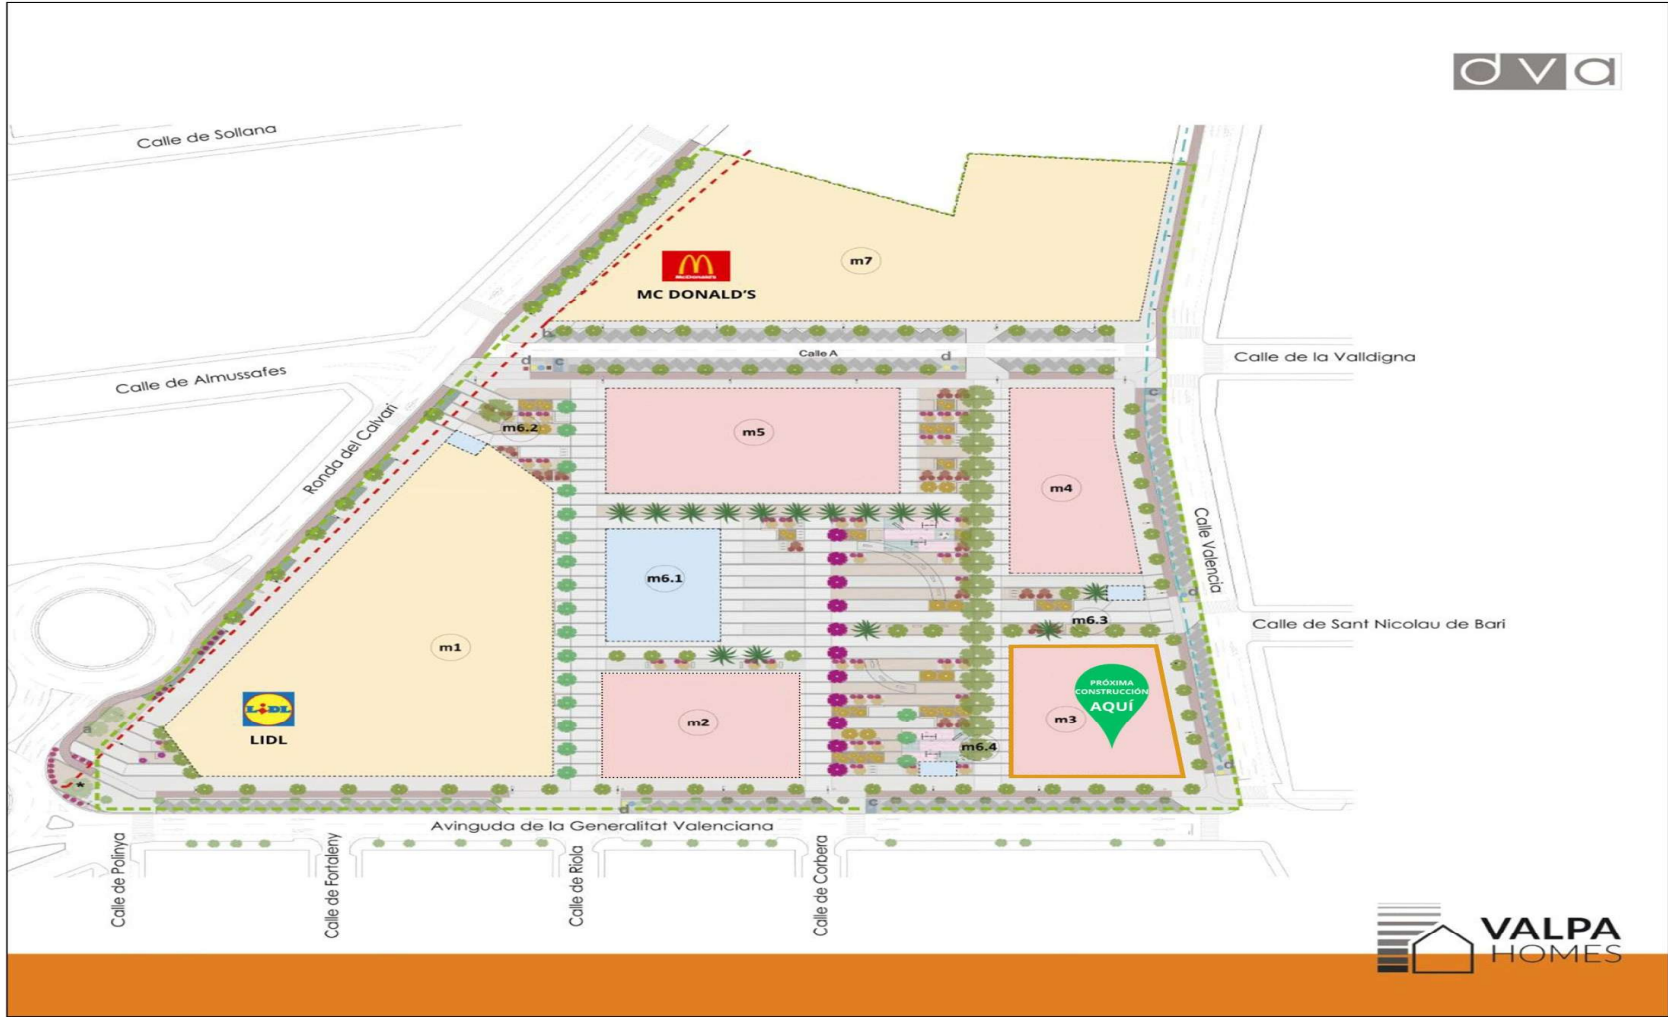 dva
Calle de Sollana
m7
McDonald's
MC DONALD'S
b
Calle A
d
c
d
Calle de la Valldigna
Calle de Almussafes
c
Ronda del Calvari
m6.2
m5
m4
Calle Valencia
m6.1
d
m6.3
Calle de Sant Nicolau de Bari
m1
PRÓXIMA
CONSTRUCCIÓN
AQUÍ
m3
LIDL
LIDL
m2
a
m6.4
d
*
d
c
Avinguda de la Generalitat Valenciana
Calle de Polinya
Calle de Fortaleny
Calle de Riola
Calle de Corbera
VALPA
HOMES